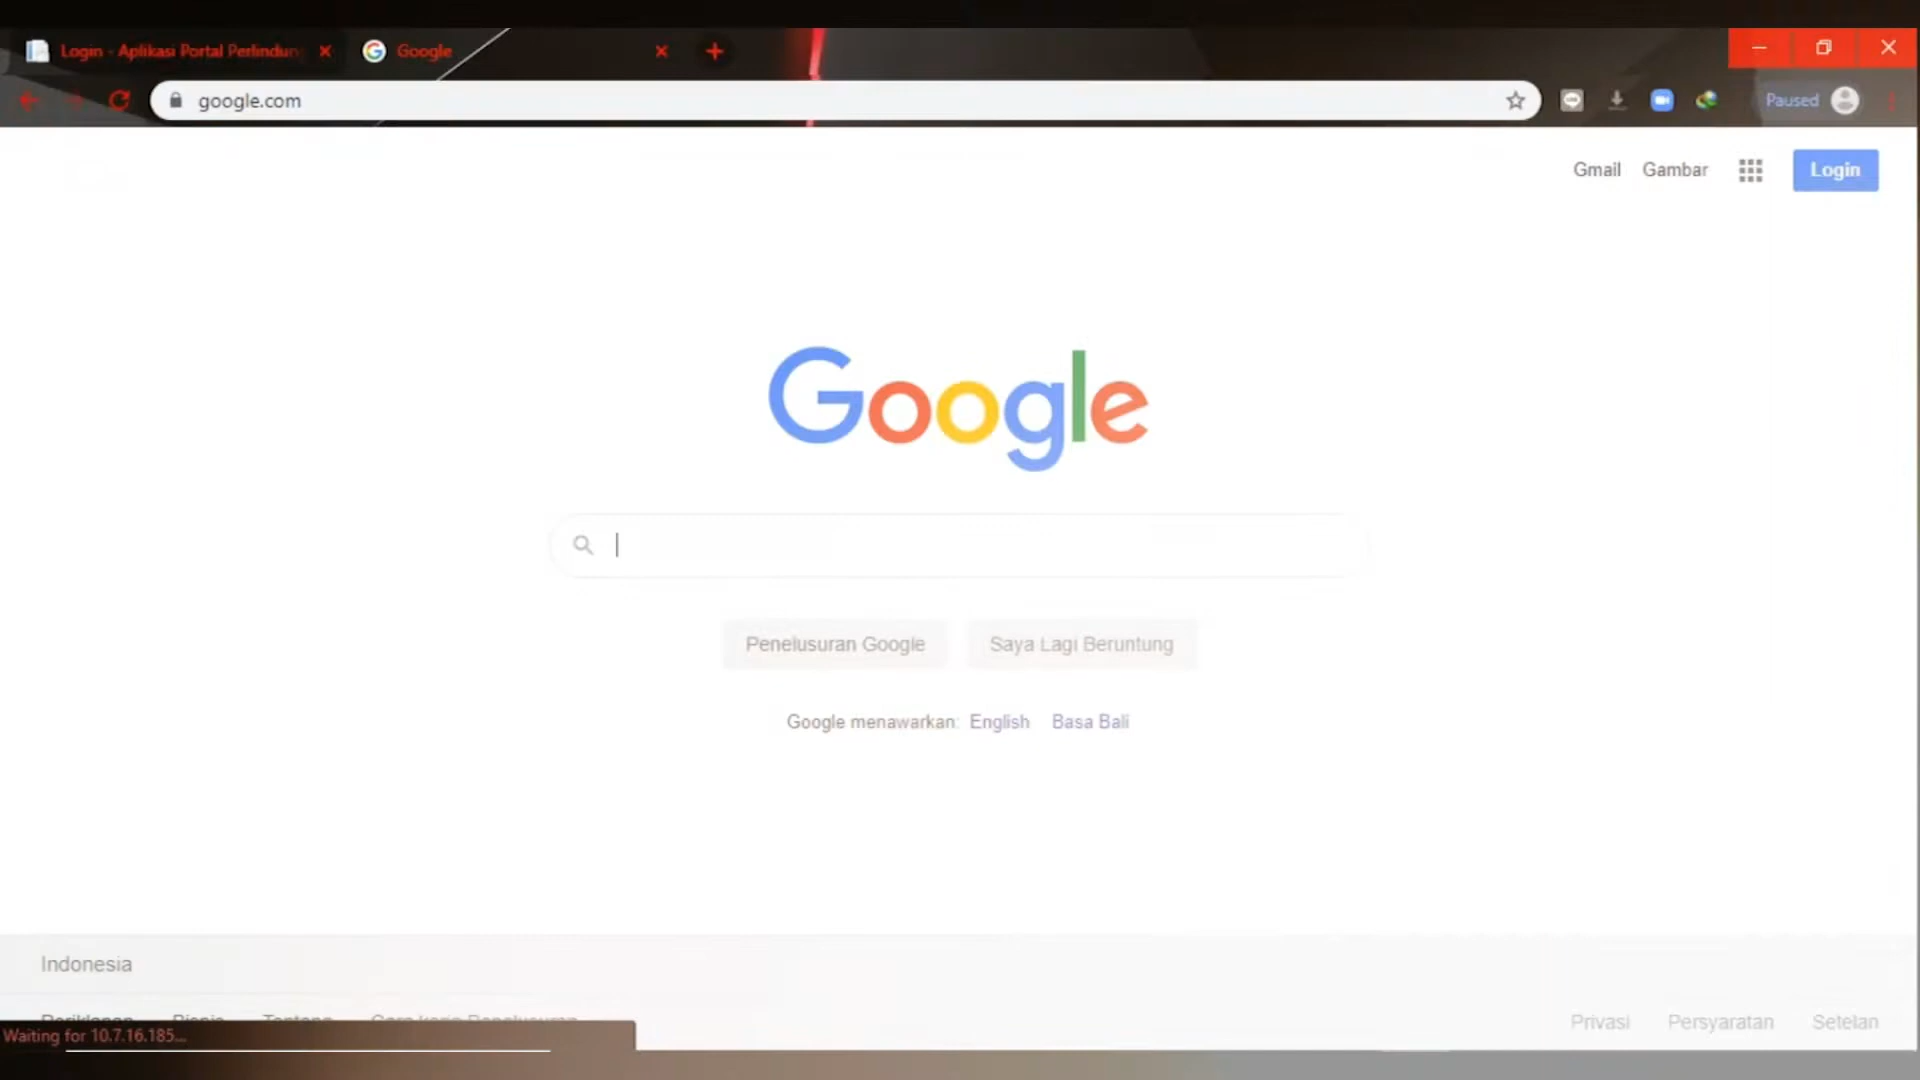 Login - Aplikasi Portal Perlindun
Google
google.com
Paused
Gmail Gambar Login
Google
Penelusuran Google Saya Lagi Beruntung
Google menawarkan: English Basa Bali
Indonesia
Periklanan Bisnis Tentang Cara kerja Penelusuran
Privasi Persyaratan Setelan
Waiting for 10.7.16.185...